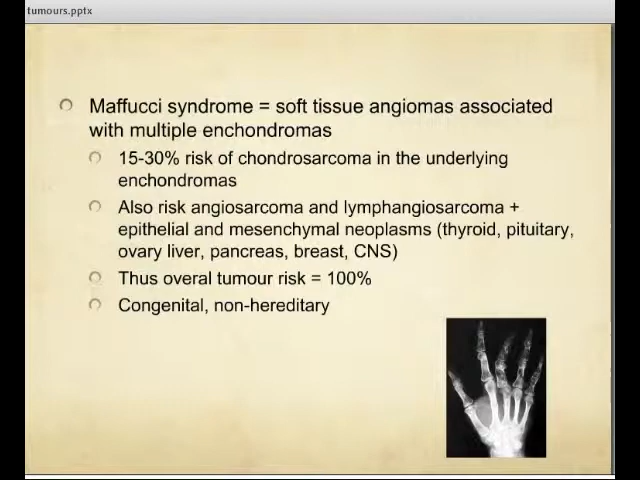 tumours.pptx
Maffucci syndrome = soft tissue angiomas associated
with multiple enchondromas
15-30% risk of chondrosarcoma in the underlying
enchondromas
Also risk angiosarcoma and lymphangiosarcoma +
epithelial and mesenchymal neoplasms (thyroid, pituitary,
ovary liver, pancreas, breast, CNS)
Thus overal tumour risk = 100%
Congenital, non-hereditary